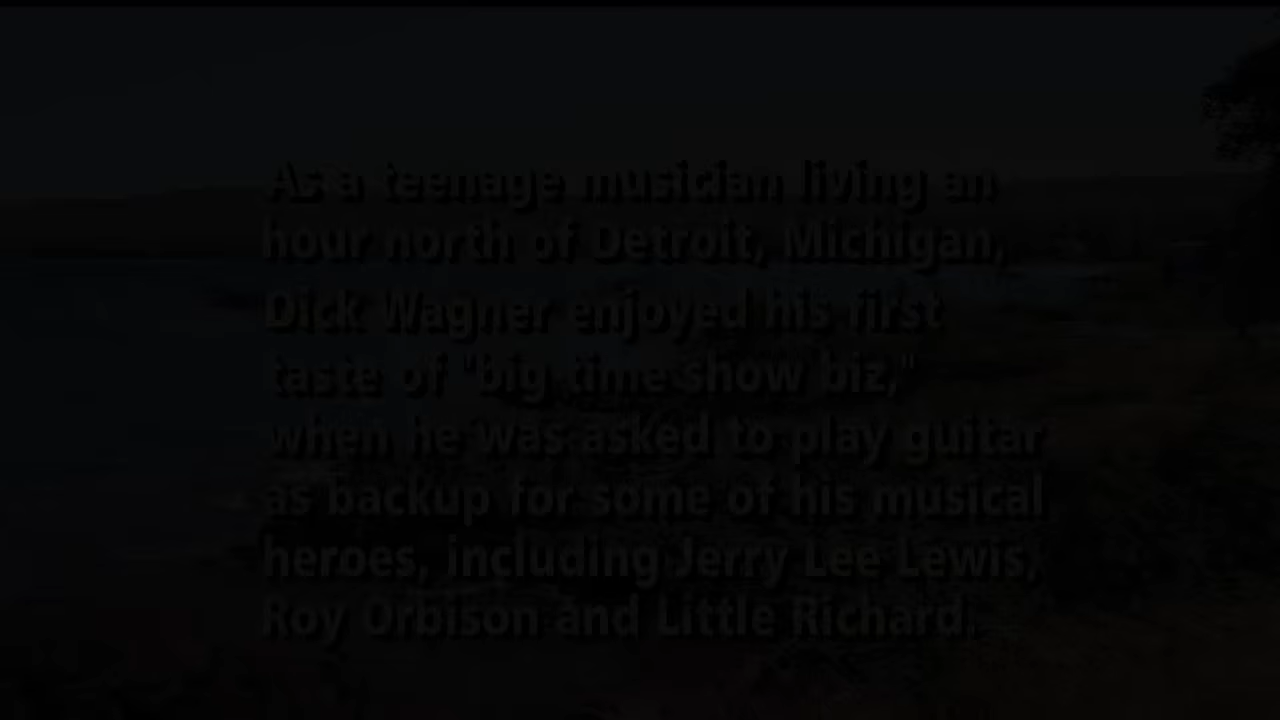 As a teenage musician living an
hour north of Detroit, Michigan,
Dick Wagner enjoyed his first
taste of "big time show biz,"
when he was asked to play guitar
as backup for some of his musical
heroes, including Jerry Lee Lewis,
Roy Orbison and Little Richard.